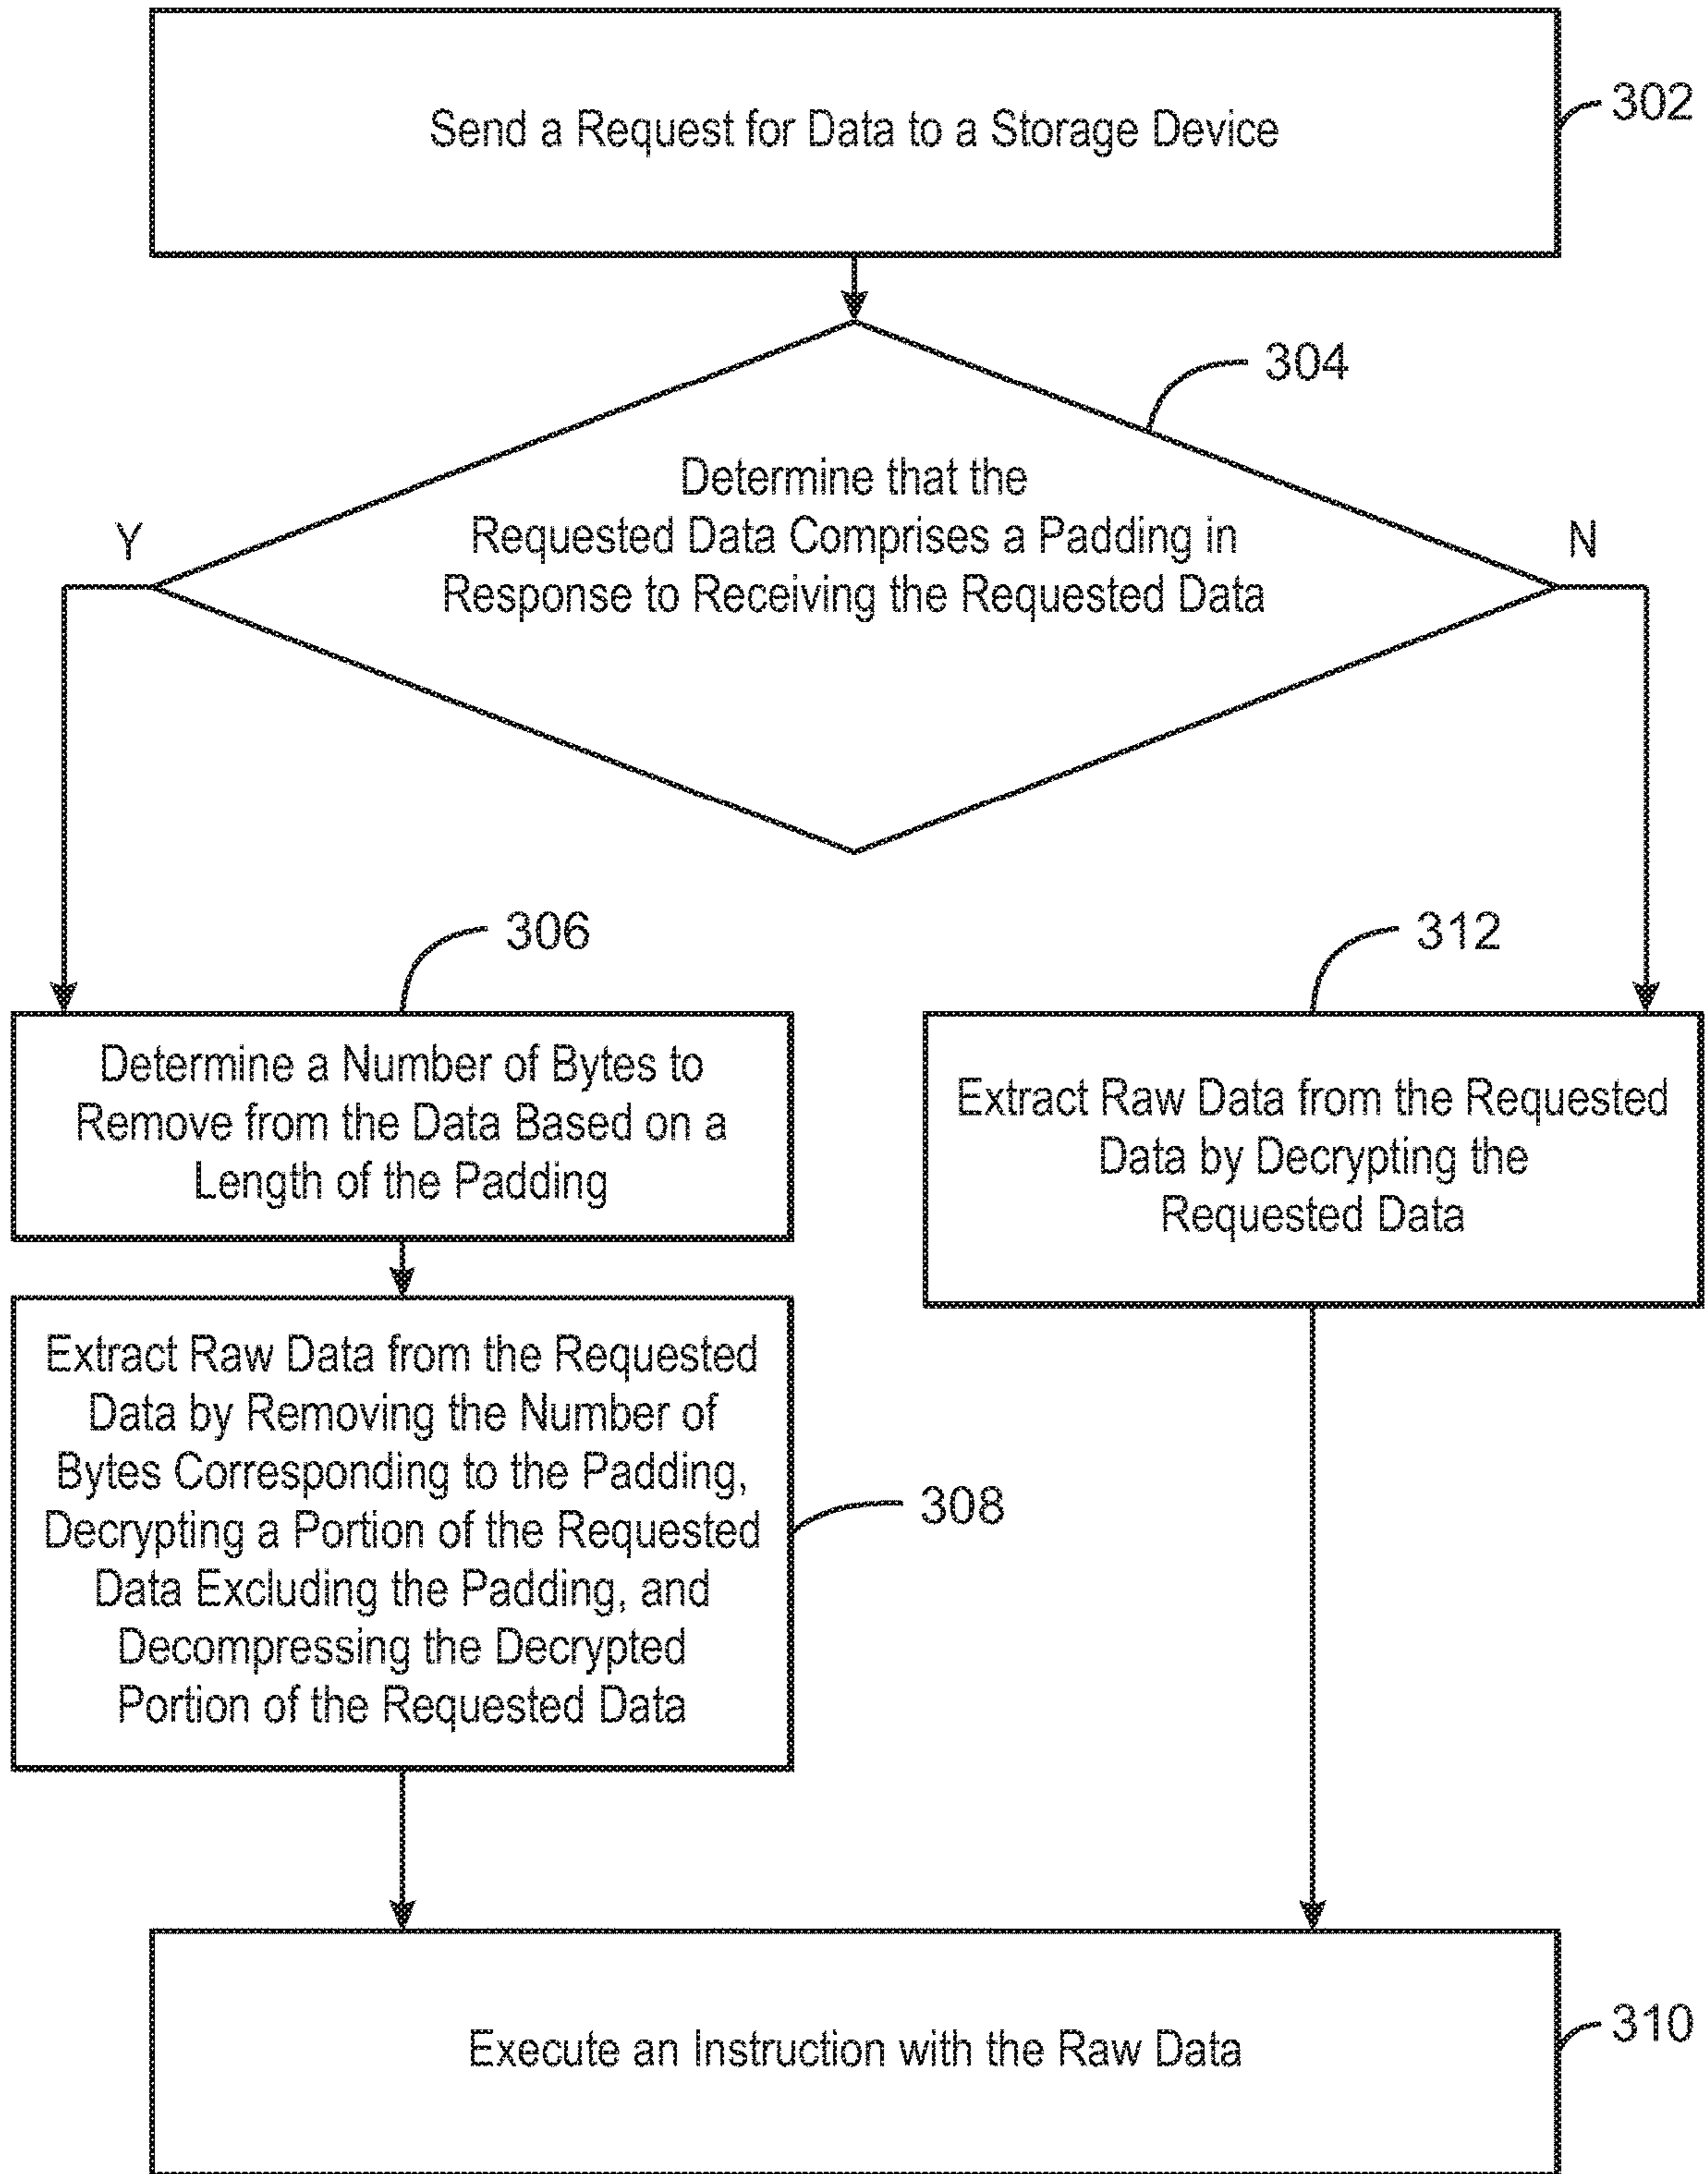 Send a Request for Data to a Storage Device
302
304
Determine that the
Requested Data Comprises a Padding in
Response to Receiving the Requested Data
Y
N
306
Determine a Number of Bytes to
Remove from the Data Based on a
Length of the Padding
312
Extract Raw Data from the Requested
Data by Decrypting the
Requested Data
Extract Raw Data from the Requested
Data by Removing the Number of
Bytes Corresponding to the Padding,
Decrypting a Portion of the Requested
Data Excluding the Padding, and
Decompressing the Decrypted
Portion of the Requested Data
308
Execute an Instruction with the Raw Data
310